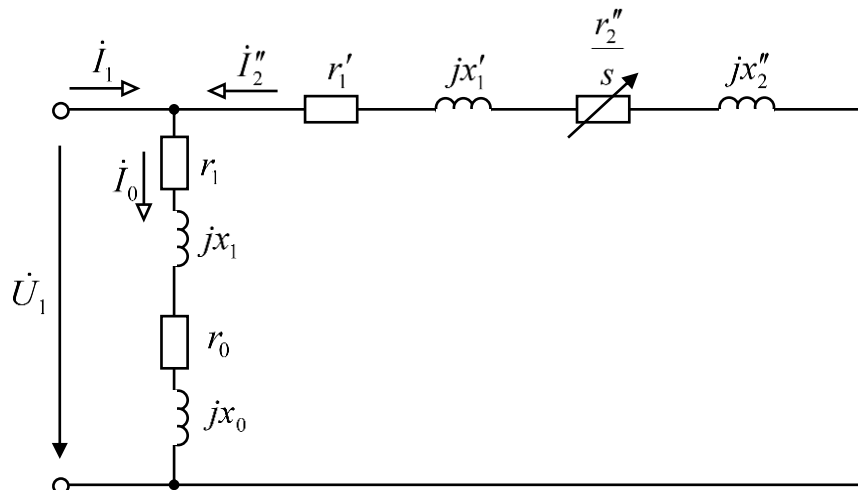 İ₁
İ₂″
r₁′
jx₁′
r₂″/s
jx₂″
İ₀
r₁
jx₁
U̇₁
r₀
jx₀